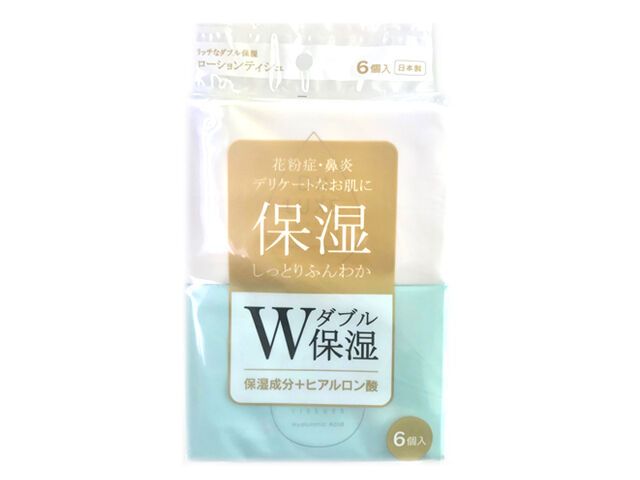 リッチなダブル保湿
ローションティシュ
6個入 日本製
花粉症・鼻炎
デリケートなお肌に
保湿
しっとりふんわか
Wダブル保湿
保湿成分+ヒアルロン酸
Hyaluronic Acid
6個入